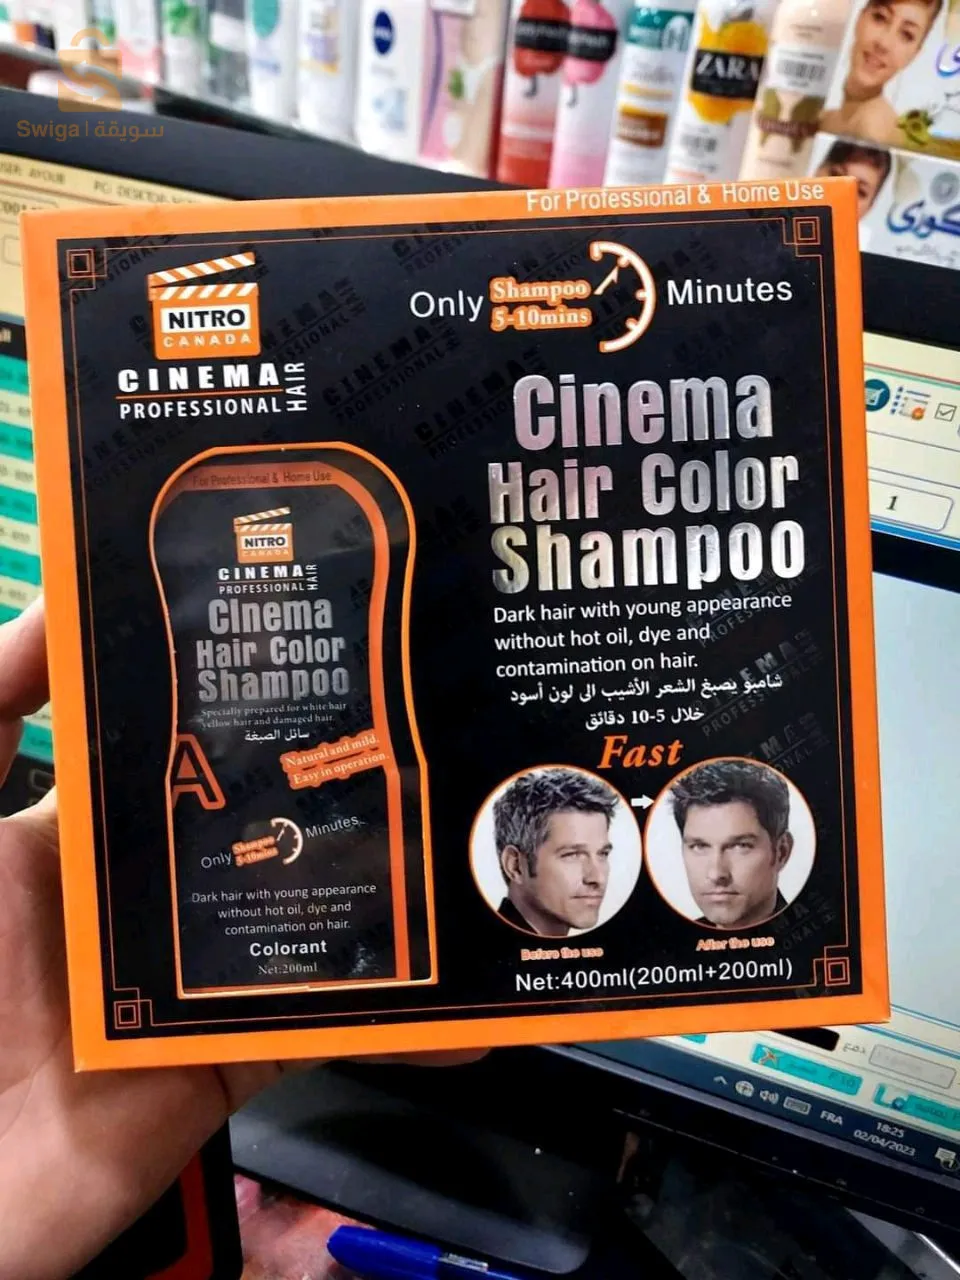 Swiga | سويقة
ZARA
For Professional & Home Use
NITRO
CANADA
CINEMA
PROFESSIONAL
HAIR
Only
Shampoo
5-10mins
Minutes
Cinema
Hair Color
Shampoo
Dark hair with young appearance
without hot oil, dye and
contamination on hair.
شامبو يصبغ الشعر الأشيب الى لون أسود
خلال 5-10 دقائق
Fast
Before the use
After the use
Net:400ml(200ml+200ml)
For Professional & Home Use
NITRO
CANADA
CINEMA
PROFESSIONAL
HAIR
Cinema
Hair Color
Shampoo
Specially prepared for white hair
yellow hair and damaged hair.
سائل الصبغة
A
Natural and mild.
Easy in operation.
Only
Shampoo
5-10mins
Minutes
Dark hair with young appearance
without hot oil, dye and
contamination on hair.
Colorant
Net:200ml
1
FRA
18:25
02/04/2023